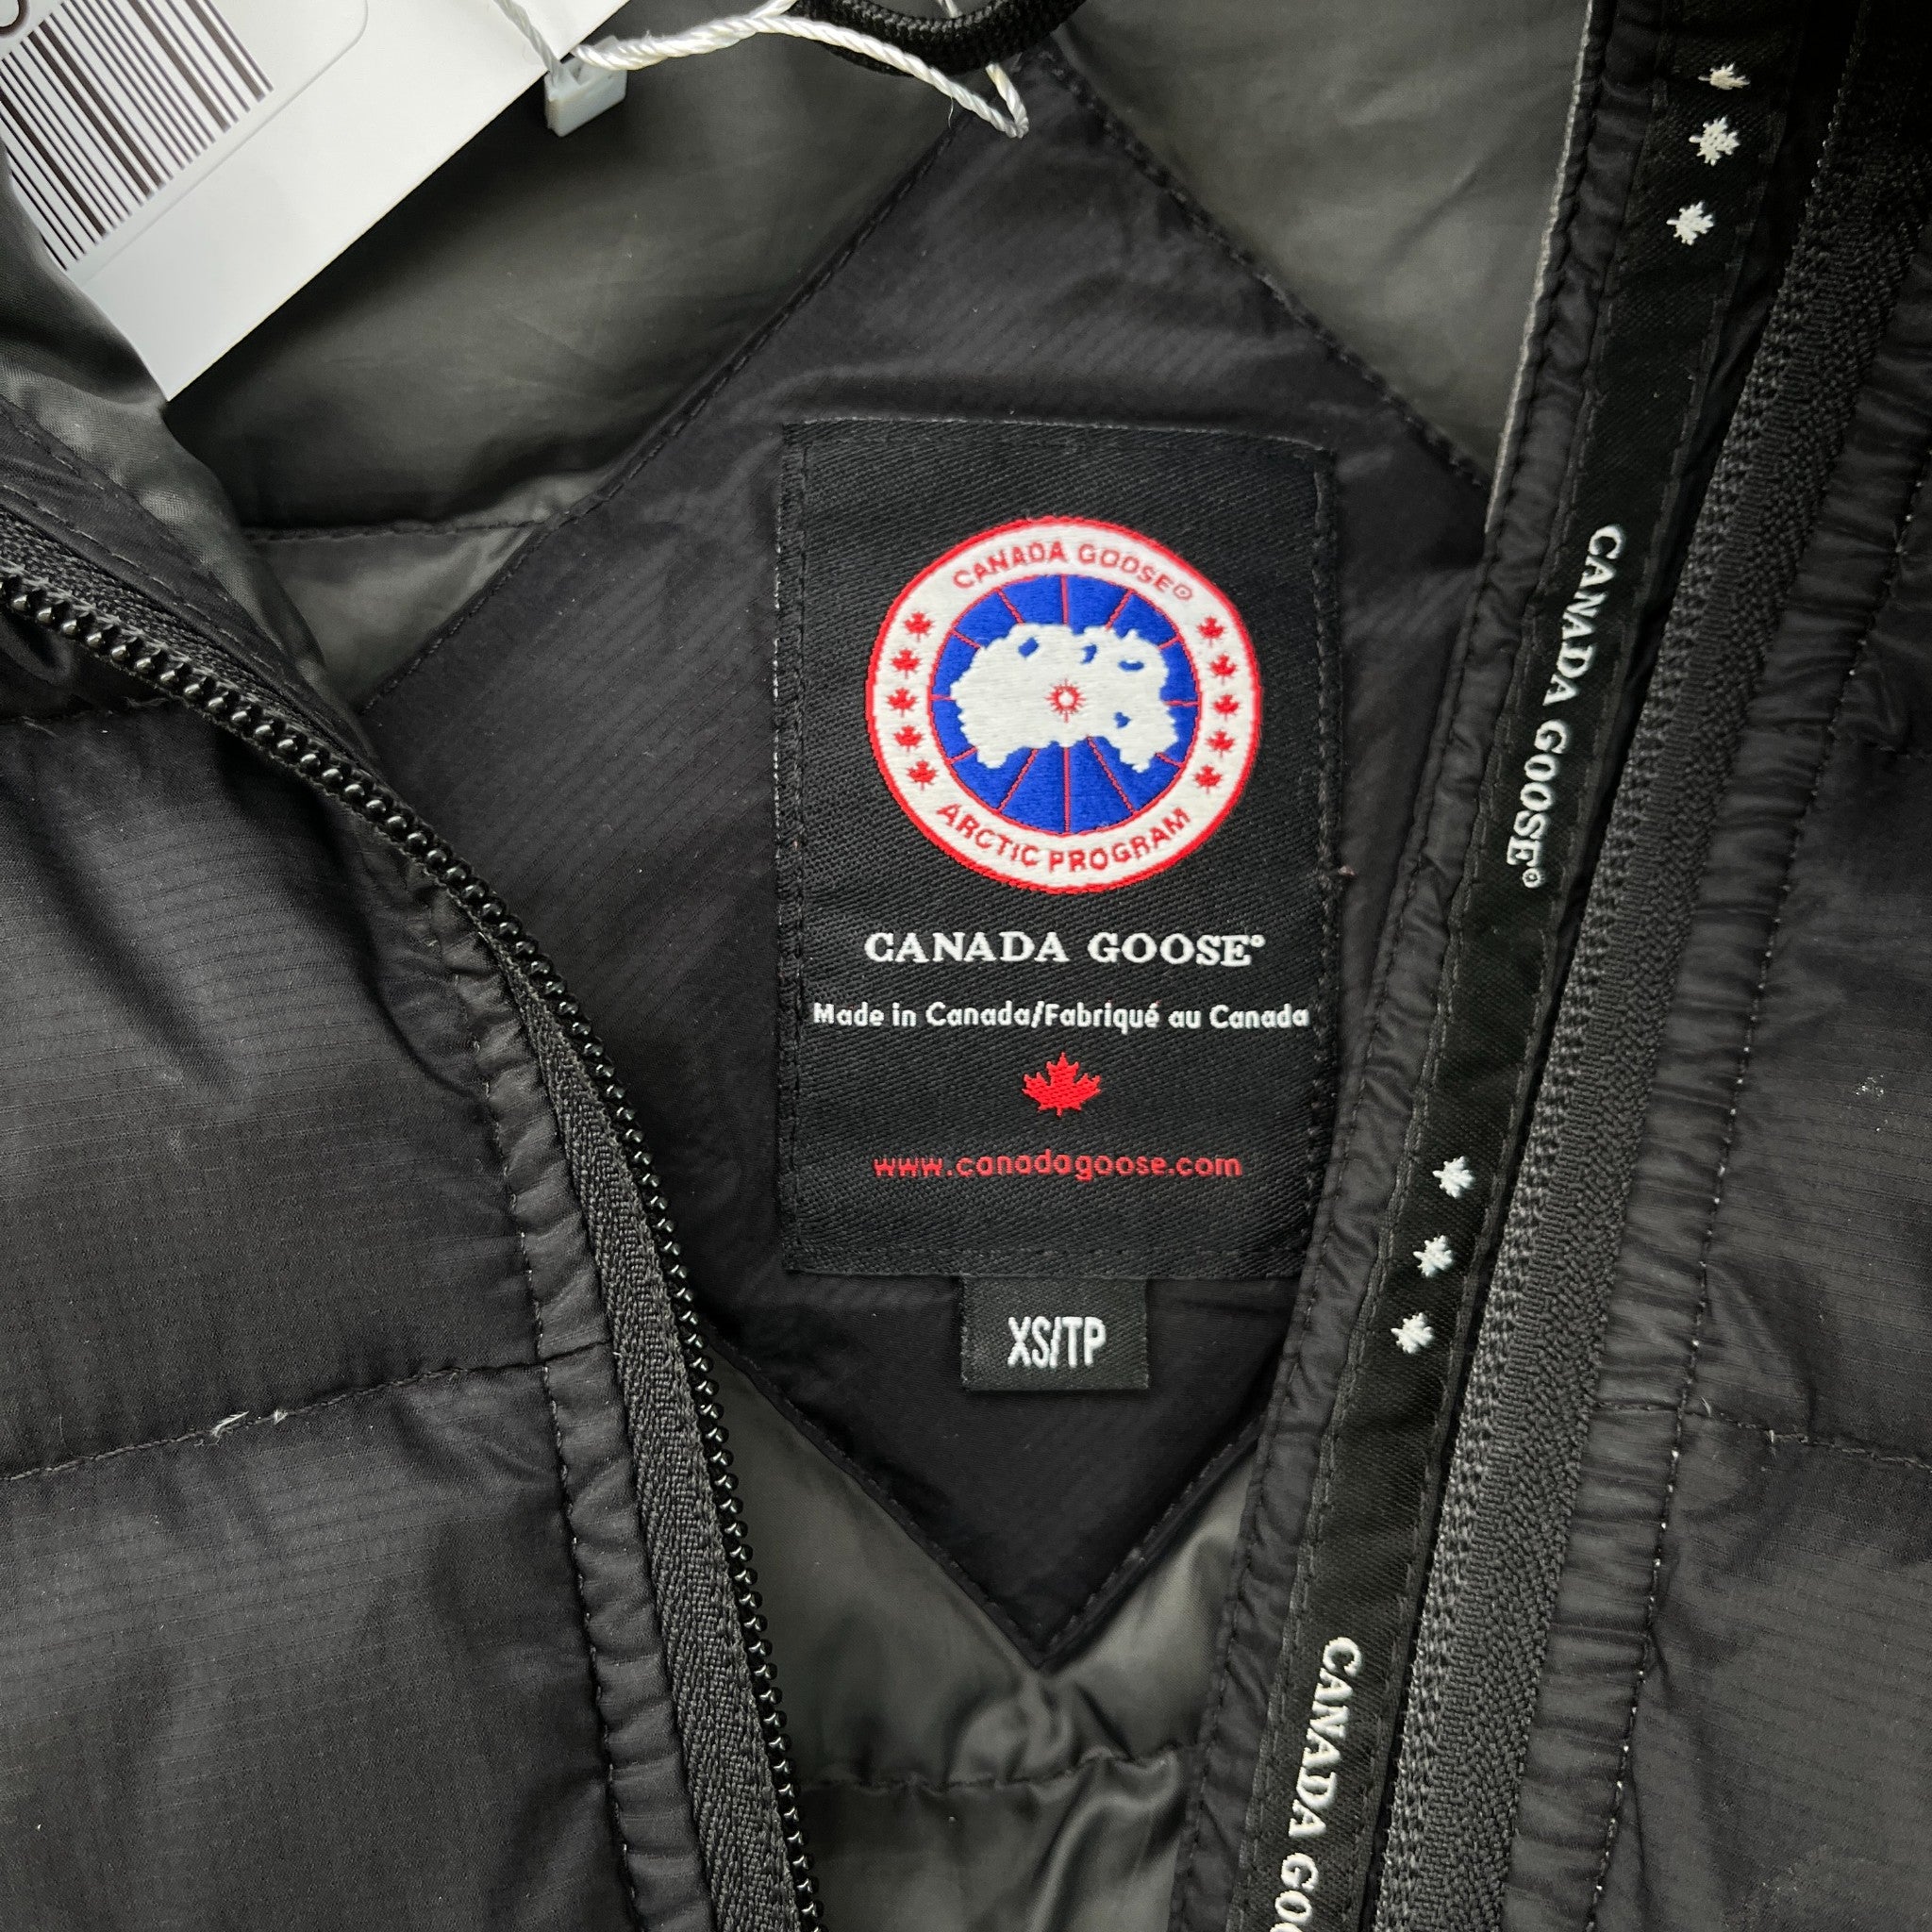 CANADA GOOSE®
ARCTIC PROGRAM
CANADA GOOSE®
Made in Canada/Fabriqué au Canada
www.canadagoose.com
XS/TP
CANADA GOOSE®
CANADA GOO